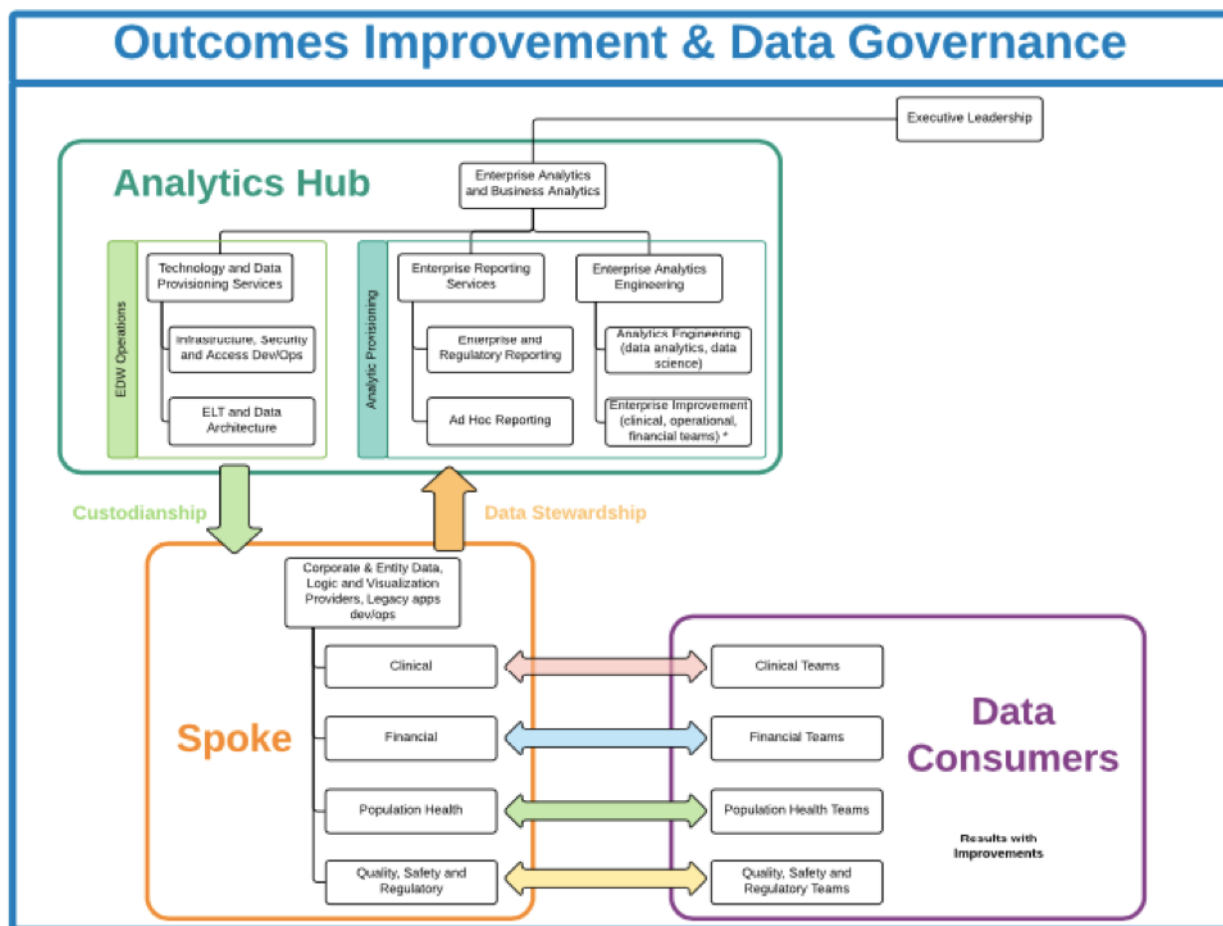 Outcomes Improvement & Data Governance
Executive Leadership
Analytics Hub
Enterprise Analytics
and Business Analytics
EDW Operations
Technology and Data
Provisioning Services
Infrastructure, Security
and Access Dev/Ops
ELT and Data
Architecture
Analytic Provisioning
Enterprise Reporting
Services
Enterprise and
Regulatory Reporting
Ad Hoc Reporting
Enterprise Analytics
Engineering
Analytics Engineering
(data analytics, data
science)
Enterprise Improvement
(clinical, operational,
financial teams) *
Custodianship
Data Stewardship
Corporate & Entity Data,
Logic and Visualization
Providers, Legacy apps
dev/ops
Spoke
Clinical
Financial
Population Health
Quality, Safety and
Regulatory
Clinical Teams
Financial Teams
Population Health Teams
Quality, Safety and
Regulatory Teams
Data
Consumers
Results with
Improvements